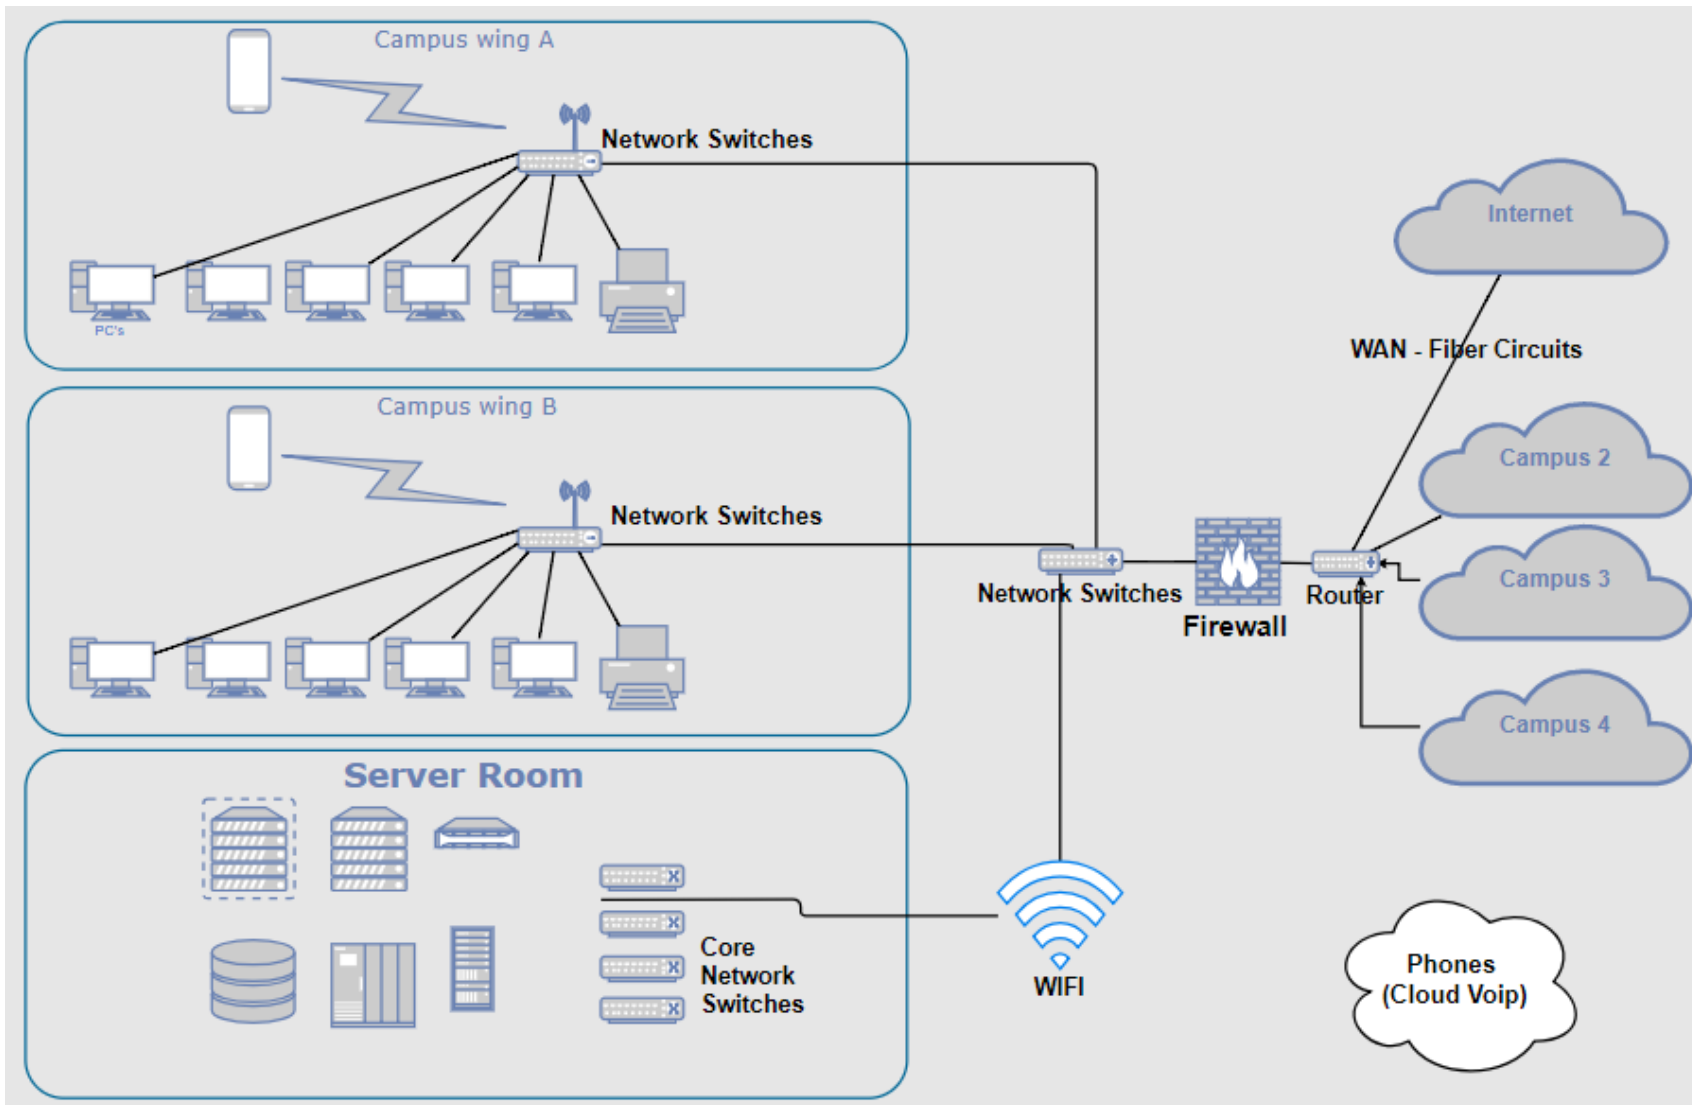 Campus wing A
Network Switches
PC's
Internet
WAN - Fiber Circuits
Campus wing B
Network Switches
Campus 2
Campus 3
Network Switches
Firewall
Router
Campus 4
Server Room
Core
Network
Switches
WIFI
Phones
(Cloud Voip)